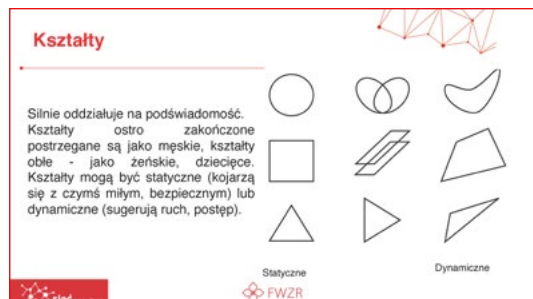 Kształty
Silnie oddziałuje na podświadomość.
Kształty ostro zakończone
postrzegane są jako męskie, kształty
obłe - jako żeńskie, dziecięce.
Kształty mogą być statyczne (kojarzą
się z czymś miłym, bezpiecznym) lub
dynamiczne (sugerują ruch, postęp).
Statyczne
Dynamiczne
FWZR